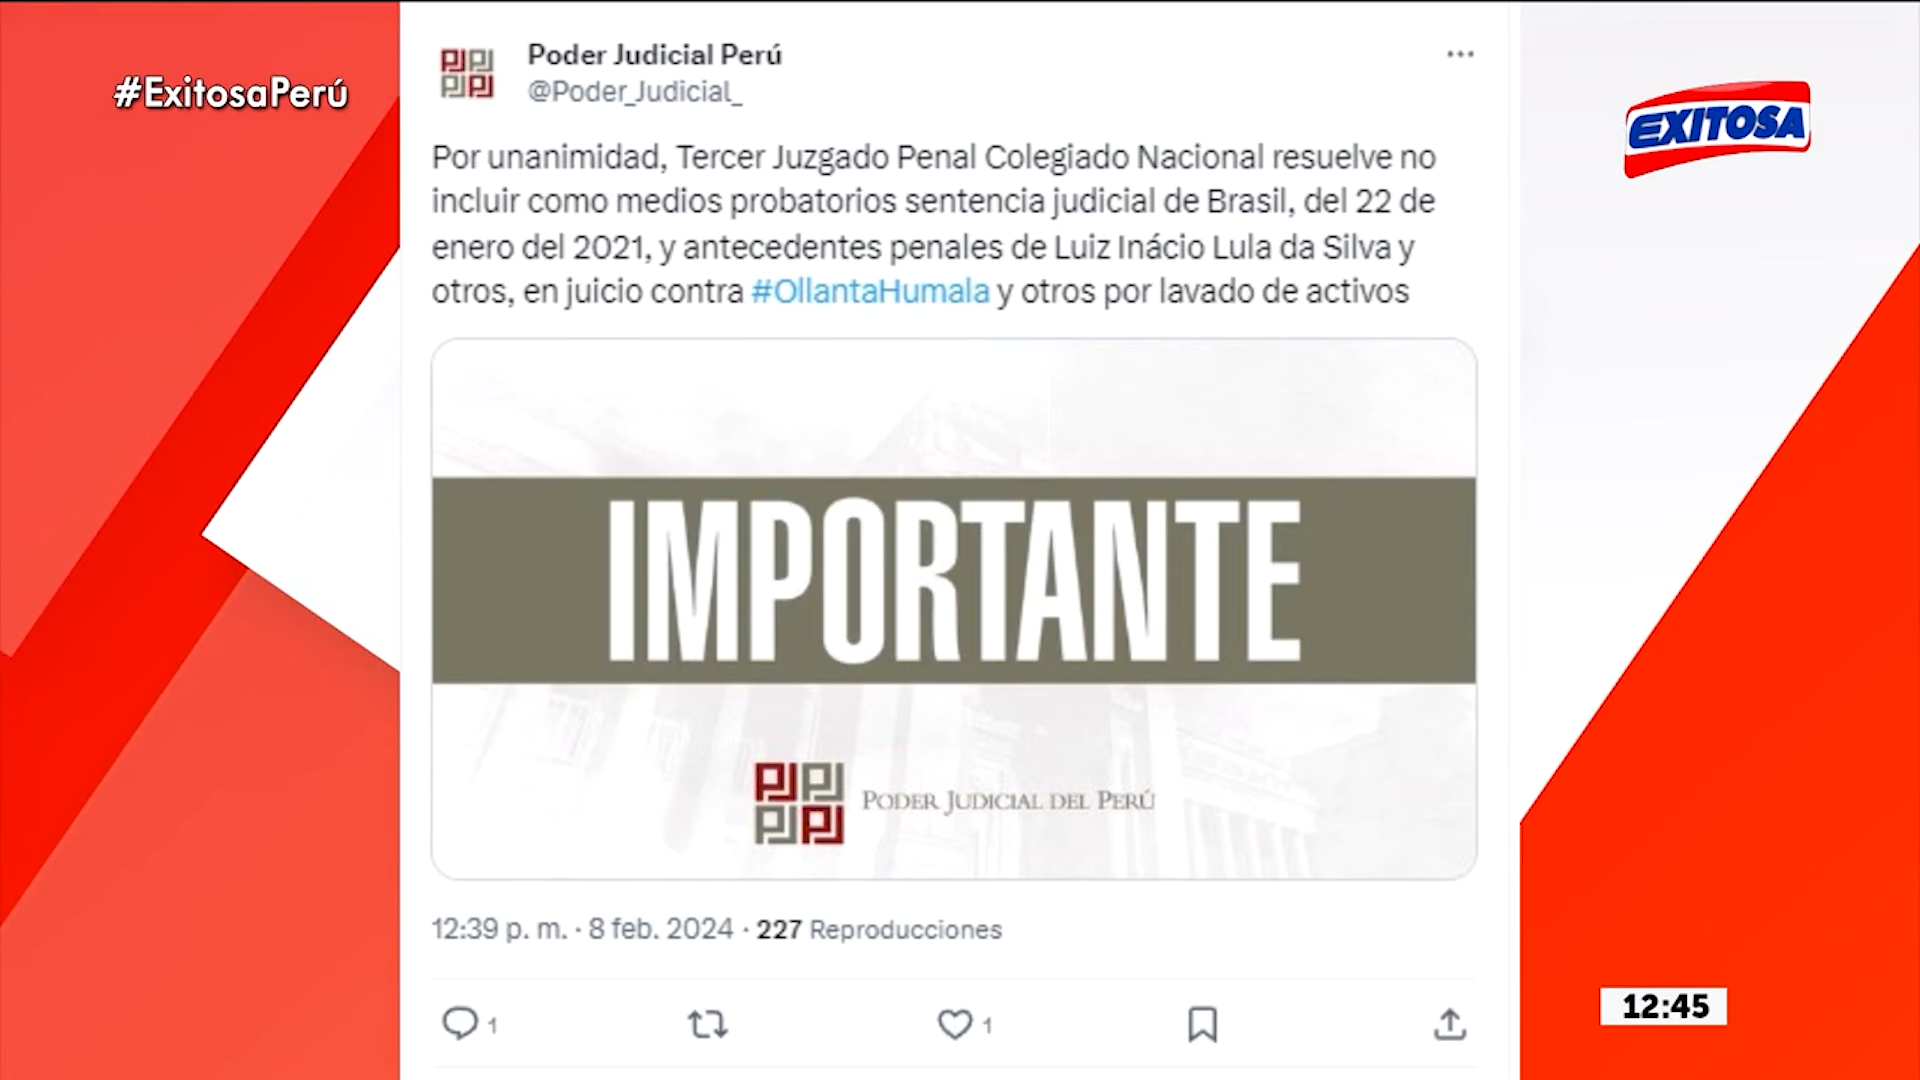 #ExitosaPerú
Poder Judicial Perú
@Poder_Judicial_
EXITOSA
Por unanimidad, Tercer Juzgado Penal Colegiado Nacional resuelve no
incluir como medios probatorios sentencia judicial de Brasil, del 22 de
enero del 2021, y antecedentes penales de Luiz Inácio Lula da Silva y
otros, en juicio contra #OllantaHumala y otros por lavado de activos
IMPORTANTE
PODER JUDICIAL DEL PERÚ
12:39 p. m. · 8 feb. 2024 · 227 Reproducciones
1
1
12:45